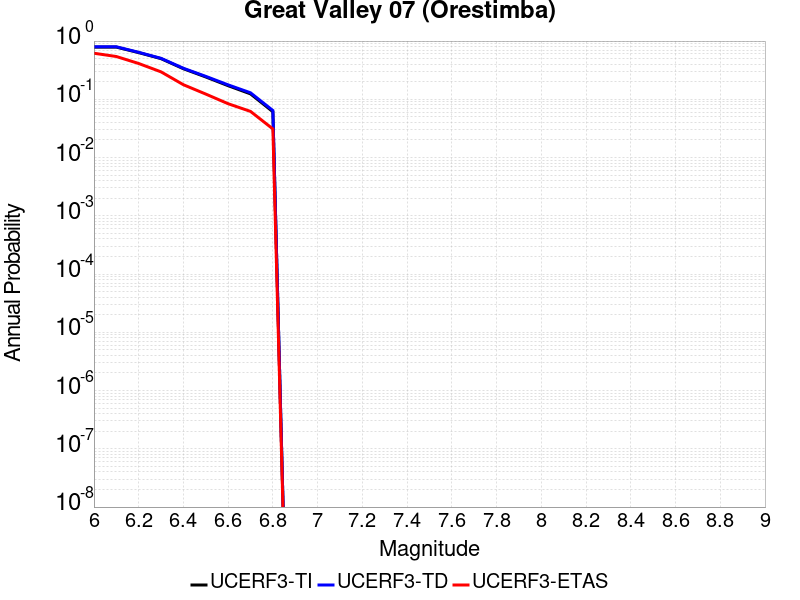 Great Valley 07 (Orestimba)
Annual Probability
10^0
10^-1
10^-2
10^-3
10^-4
10^-5
10^-6
10^-7
10^-8
6 6.2 6.4 6.6 6.8 7 7.2 7.4 7.6 7.8 8 8.2 8.4 8.6 8.8 9
Magnitude
UCERF3-TI UCERF3-TD UCERF3-ETAS